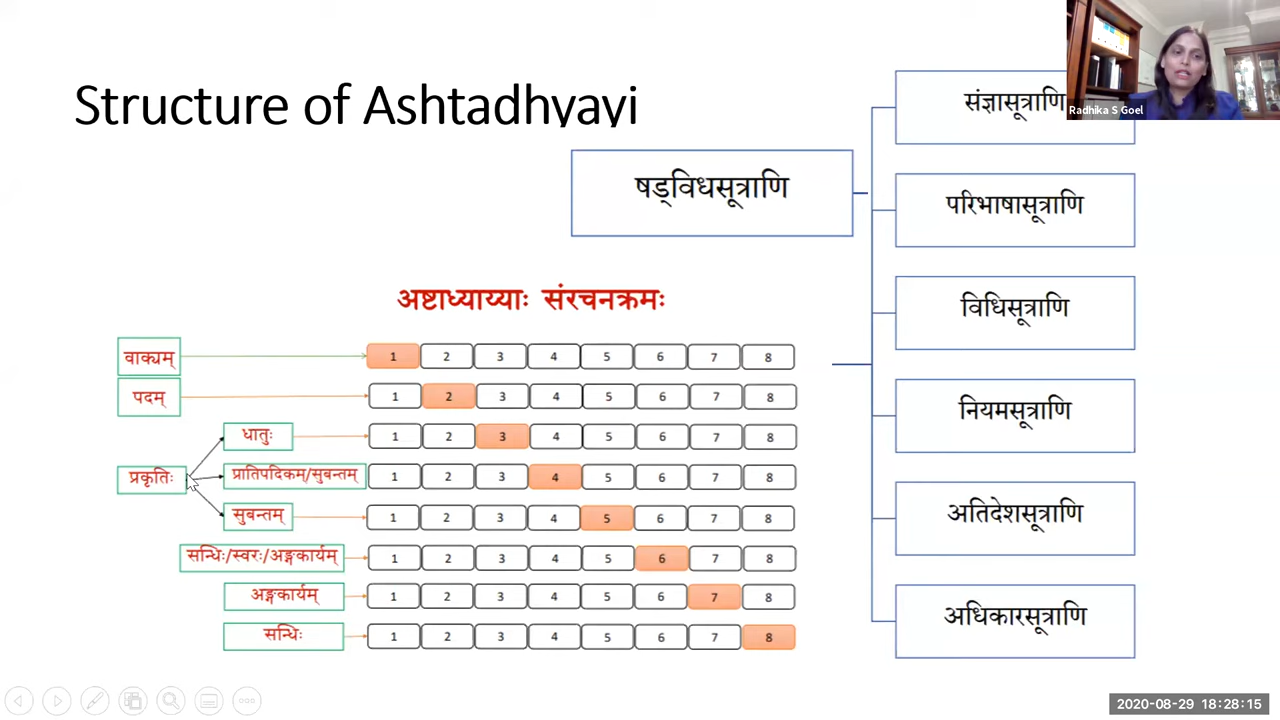 Structure of Ashtadhyayi
Radhika S Goel
षड्विधसूत्राणि
संज्ञासूत्राणि
परिभाषासूत्राणि
विधिसूत्राणि
नियमसूत्राणि
अतिदेशसूत्राणि
अधिकारसूत्राणि
अष्टाध्याय्याः संरचनक्रमः
वाक्यम् 1 2 3 4 5 6 7 8
पदम् 1 2 3 4 5 6 7 8
धातुः 1 2 3 4 5 6 7 8
प्रकृतिः प्रातिपदिकम्/सुबन्तम् 1 2 3 4 5 6 7 8
सुबन्तम् 1 2 3 4 5 6 7 8
सन्धिः/स्वरः/अङ्गकार्यम् 1 2 3 4 5 6 7 8
अङ्गकार्यम् 1 2 3 4 5 6 7 8
सन्धिः 1 2 3 4 5 6 7 8
2020-08-29 18:28:15